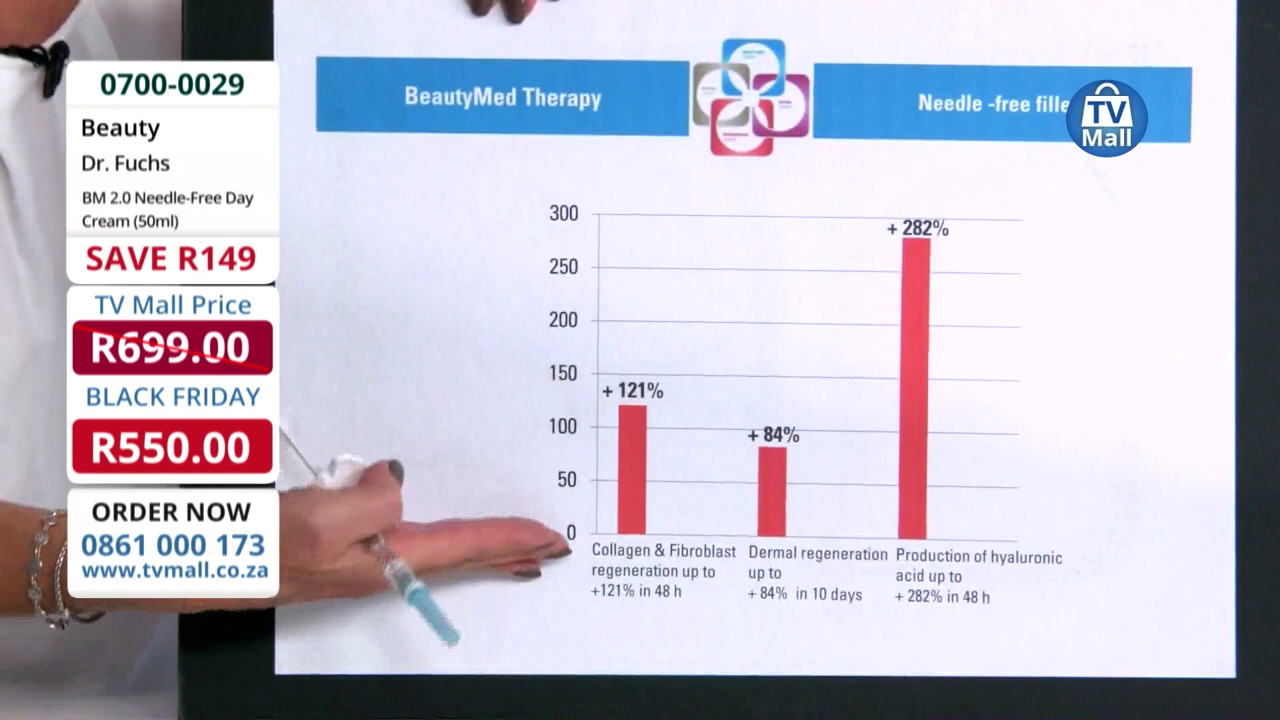 0700-0029
Beauty
Dr. Fuchs
BM 2.0 Needle-Free Day
Cream (50ml)
SAVE R149
TV Mall Price
R699.00
BLACK FRIDAY
R550.00
ORDER NOW
0861 000 173
www.tvmall.co.za
BeautyMed Therapy
Needle -free fille
TV
Mall
300
250
200
150
100
50
0
+ 121%
+ 84%
+ 282%
Collagen & Fibroblast
regeneration up to
+121% in 48 h
Dermal regeneration
up to
+ 84% in 10 days
Production of hyaluronic
acid up to
+ 282% in 48 h